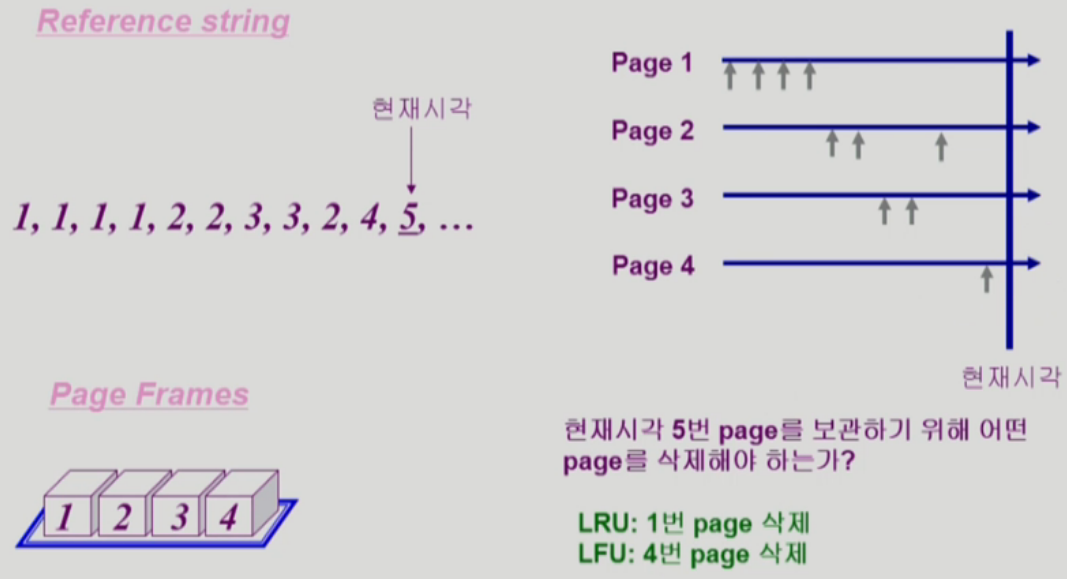 Reference string
현재시각
1, 1, 1, 1, 2, 2, 3, 3, 2, 4, 5, ...
Page Frames
1 2 3 4
Page 1
Page 2
Page 3
Page 4
현재시각
현재시각 5번 page를 보관하기 위해 어떤
page를 삭제해야 하는가?
LRU: 1번 page 삭제
LFU: 4번 page 삭제